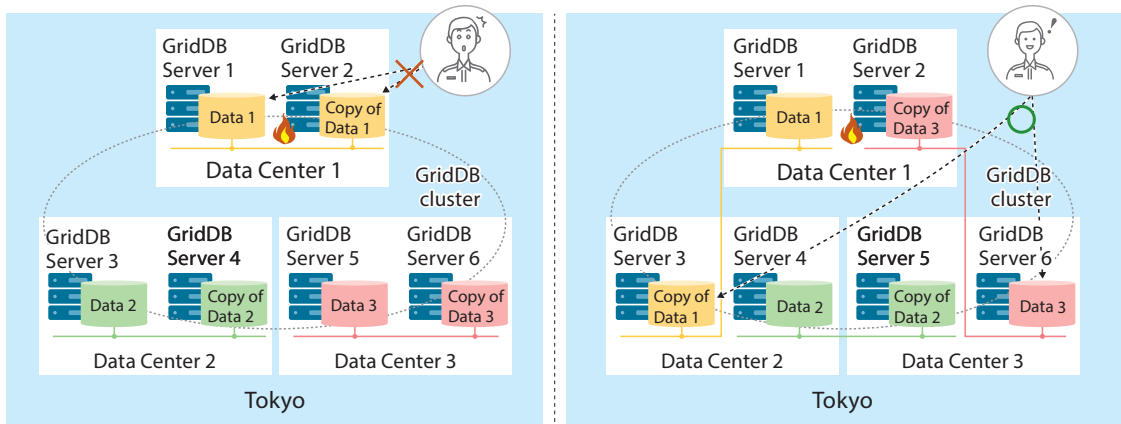 GridDB
Server 1
GridDB
Server 2
Data 1
Copy of
Data 1
Data Center 1
GridDB
cluster
GridDB
Server 3
GridDB
Server 4
GridDB
Server 5
GridDB
Server 6
Data 2
Copy of
Data 2
Data 3
Copy of
Data 3
Data Center 2
Data Center 3
Tokyo
GridDB
Server 1
GridDB
Server 2
Data 1
Copy of
Data 3
Data Center 1
GridDB
cluster
GridDB
Server 3
GridDB
Server 4
GridDB
Server 5
GridDB
Server 6
Copy of
Data 1
Data 2
Copy of
Data 2
Data 3
Data Center 2
Data Center 3
Tokyo